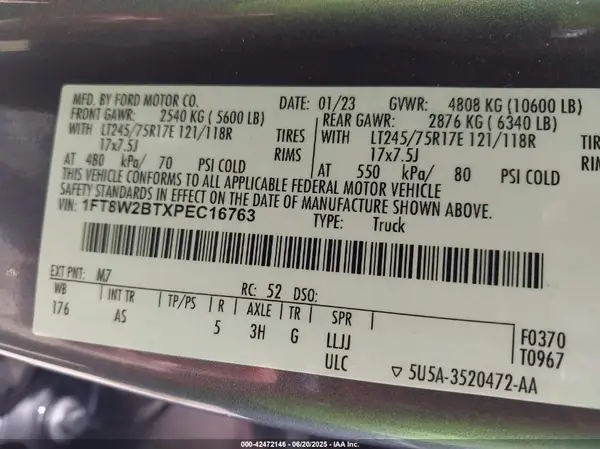 MFD. BY FORD MOTOR CO. DATE: 01/23 GVWR: 4808 KG (10600 LB)
FRONT GAWR: 2540 KG (5600 LB) REAR GAWR: 2876 KG (6340 LB)
WITH LT245/75R17E 121/118R TIRES WITH LT245/75R17E 121/118R
17x7.5J RIMS 17x7.5J
AT 480 kPa/ 70 PSI COLD AT 550 kPa/ 80 PSI COLD
THIS VEHICLE CONFORMS TO ALL APPLICABLE FEDERAL MOTOR VEHICLE
SAFETY STANDARDS IN EFFECT ON THE DATE OF MANUFACTURE SHOWN ABOVE.
VIN: 1FT8W2BTXPEC16763 TYPE: Truck
EXT PNT: M7 RC: 52 DSO:
WB INT TR TP/PS R AXLE TR SPR
176 AS 5 3H G LLJJ F0370
ULC T0967
▽ 5U5A-3520472-AA
000-42472146 - 06/20/2025 - IAA Inc.